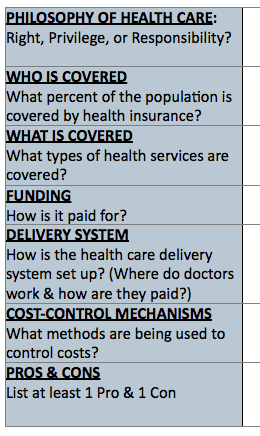 PHILOSOPHY OF HEALTH CARE:
Right, Privilege, or Responsibility?
WHO IS COVERED
What percent of the population is
covered by health insurance?
WHAT IS COVERED
What types of health services are
covered?
FUNDING
How is it paid for?
DELIVERY SYSTEM
How is the health care delivery
system set up? (Where do doctors
work & how are they paid?)
COST-CONTROL MECHANISMS
What methods are being used to
control costs?
PROS & CONS
List at least 1 Pro & 1 Con